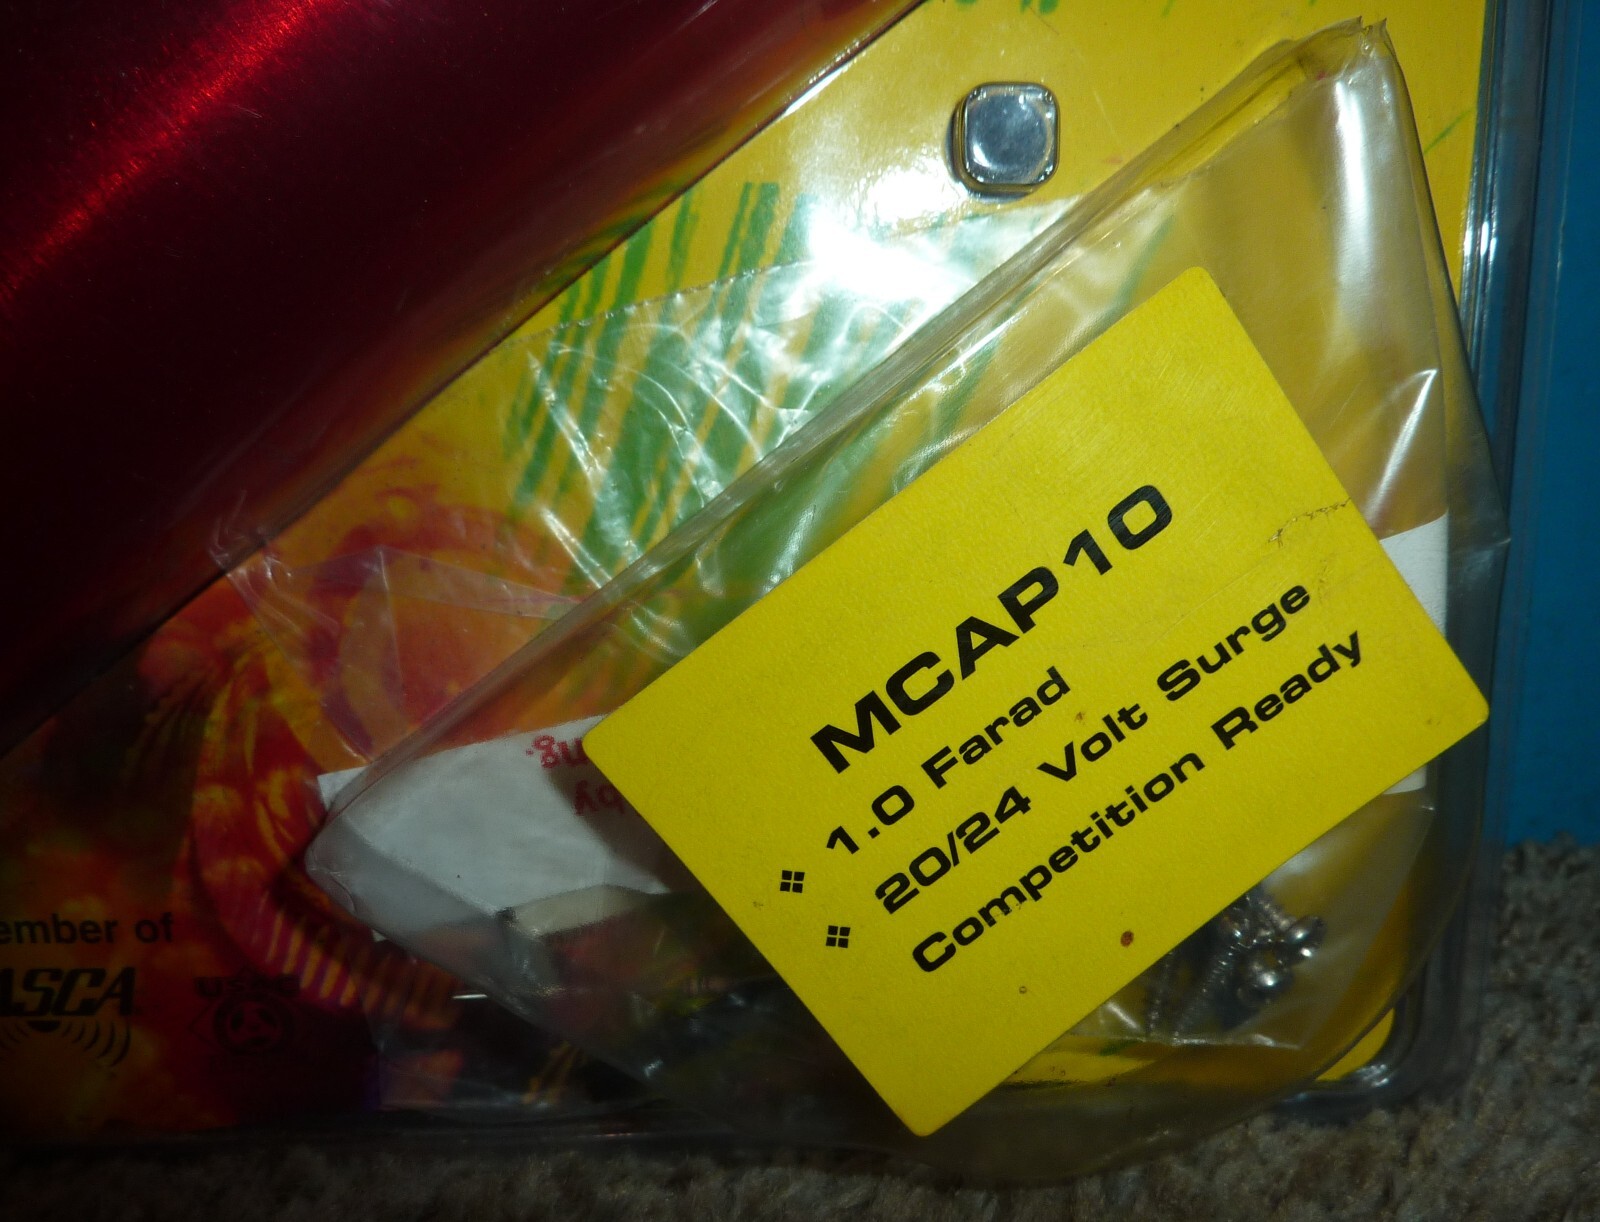 MCAP10
1.0 Farad
20/24 Volt Surge
Competition Ready
ember of
ASCA